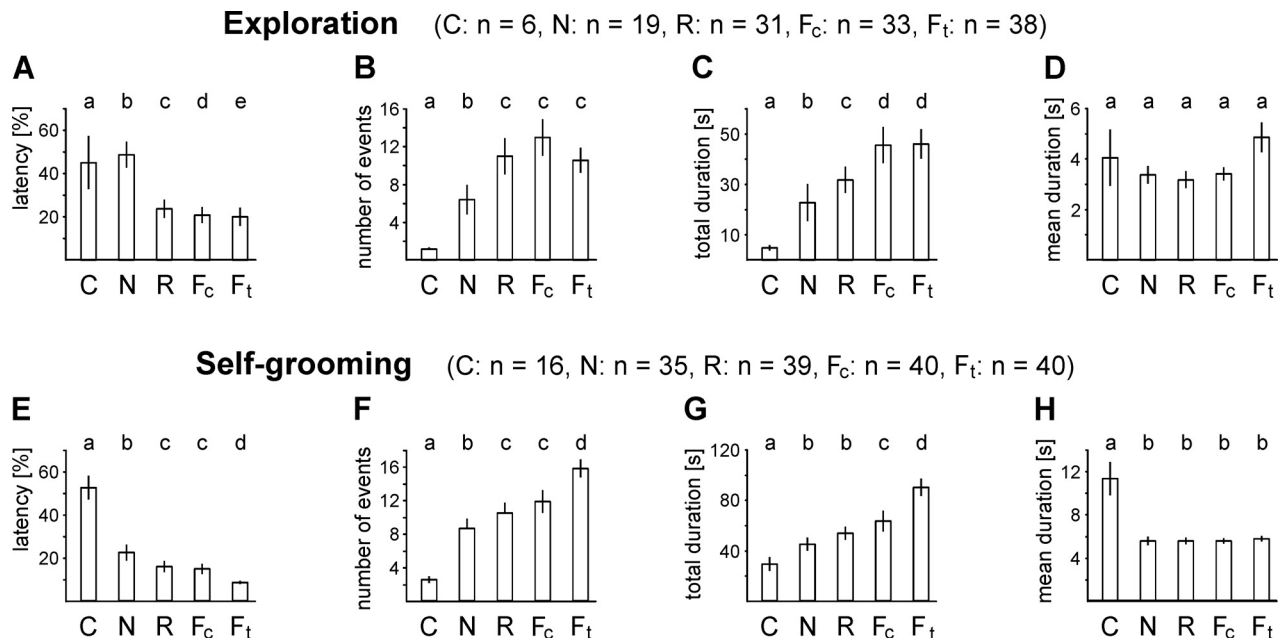 Exploration (C: n = 6, N: n = 19, R: n = 31, Fc: n = 33, Ft: n = 38)
A B C D
a b c d e
latency [%]
60
40
20
C N R Fc Ft
a b c c c
number of events
16
12
8
4
C N R Fc Ft
a b c d d
total duration [s]
50
30
10
C N R Fc Ft
a a a a a
mean duration [s]
6
4
2
C N R Fc Ft
Self-grooming (C: n = 16, N: n = 35, R: n = 39, Fc: n = 40, Ft: n = 40)
E F G H
a b c c d
latency [%]
60
40
20
C N R Fc Ft
a b c c d
number of events
16
12
8
4
C N R Fc Ft
a b b c d
total duration [s]
120
80
40
C N R Fc Ft
a b b b b
mean duration [s]
12
8
4
C N R Fc Ft